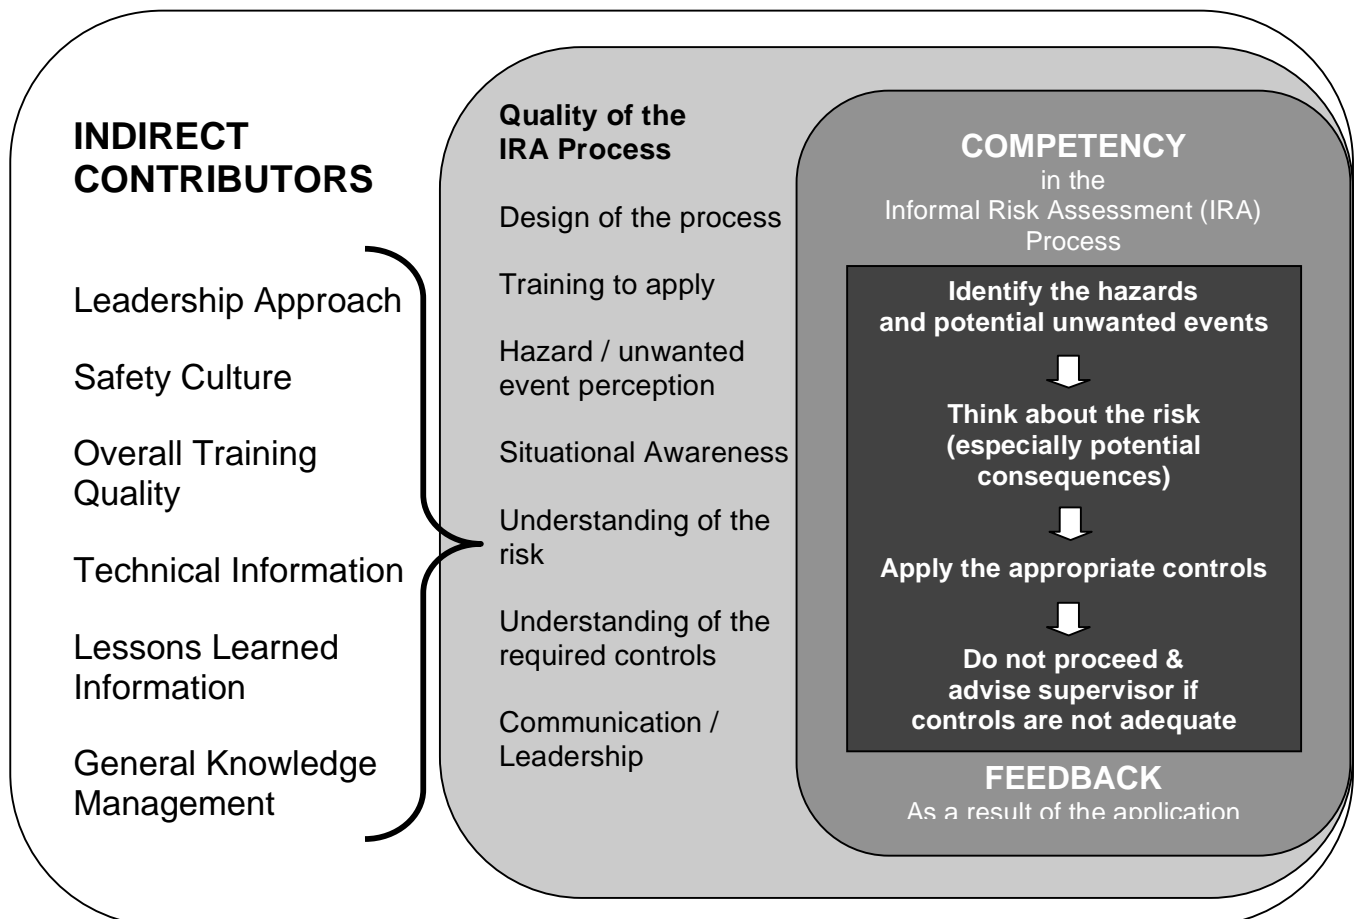 INDIRECT
CONTRIBUTORS
Leadership Approach
Safety Culture
Overall Training
Quality
Technical Information
Lessons Learned
Information
General Knowledge
Management
Quality of the
IRA Process
Design of the process
Training to apply
Hazard / unwanted
event perception
Situational Awareness
Understanding of the
risk
Understanding of the
required controls
Communication /
Leadership
COMPETENCY
in the
Informal Risk Assessment (IRA)
Process
Identify the hazards
and potential unwanted events
Think about the risk
(especially potential
consequences)
Apply the appropriate controls
Do not proceed &
advise supervisor if
controls are not adequate
FEEDBACK
As a result of the application